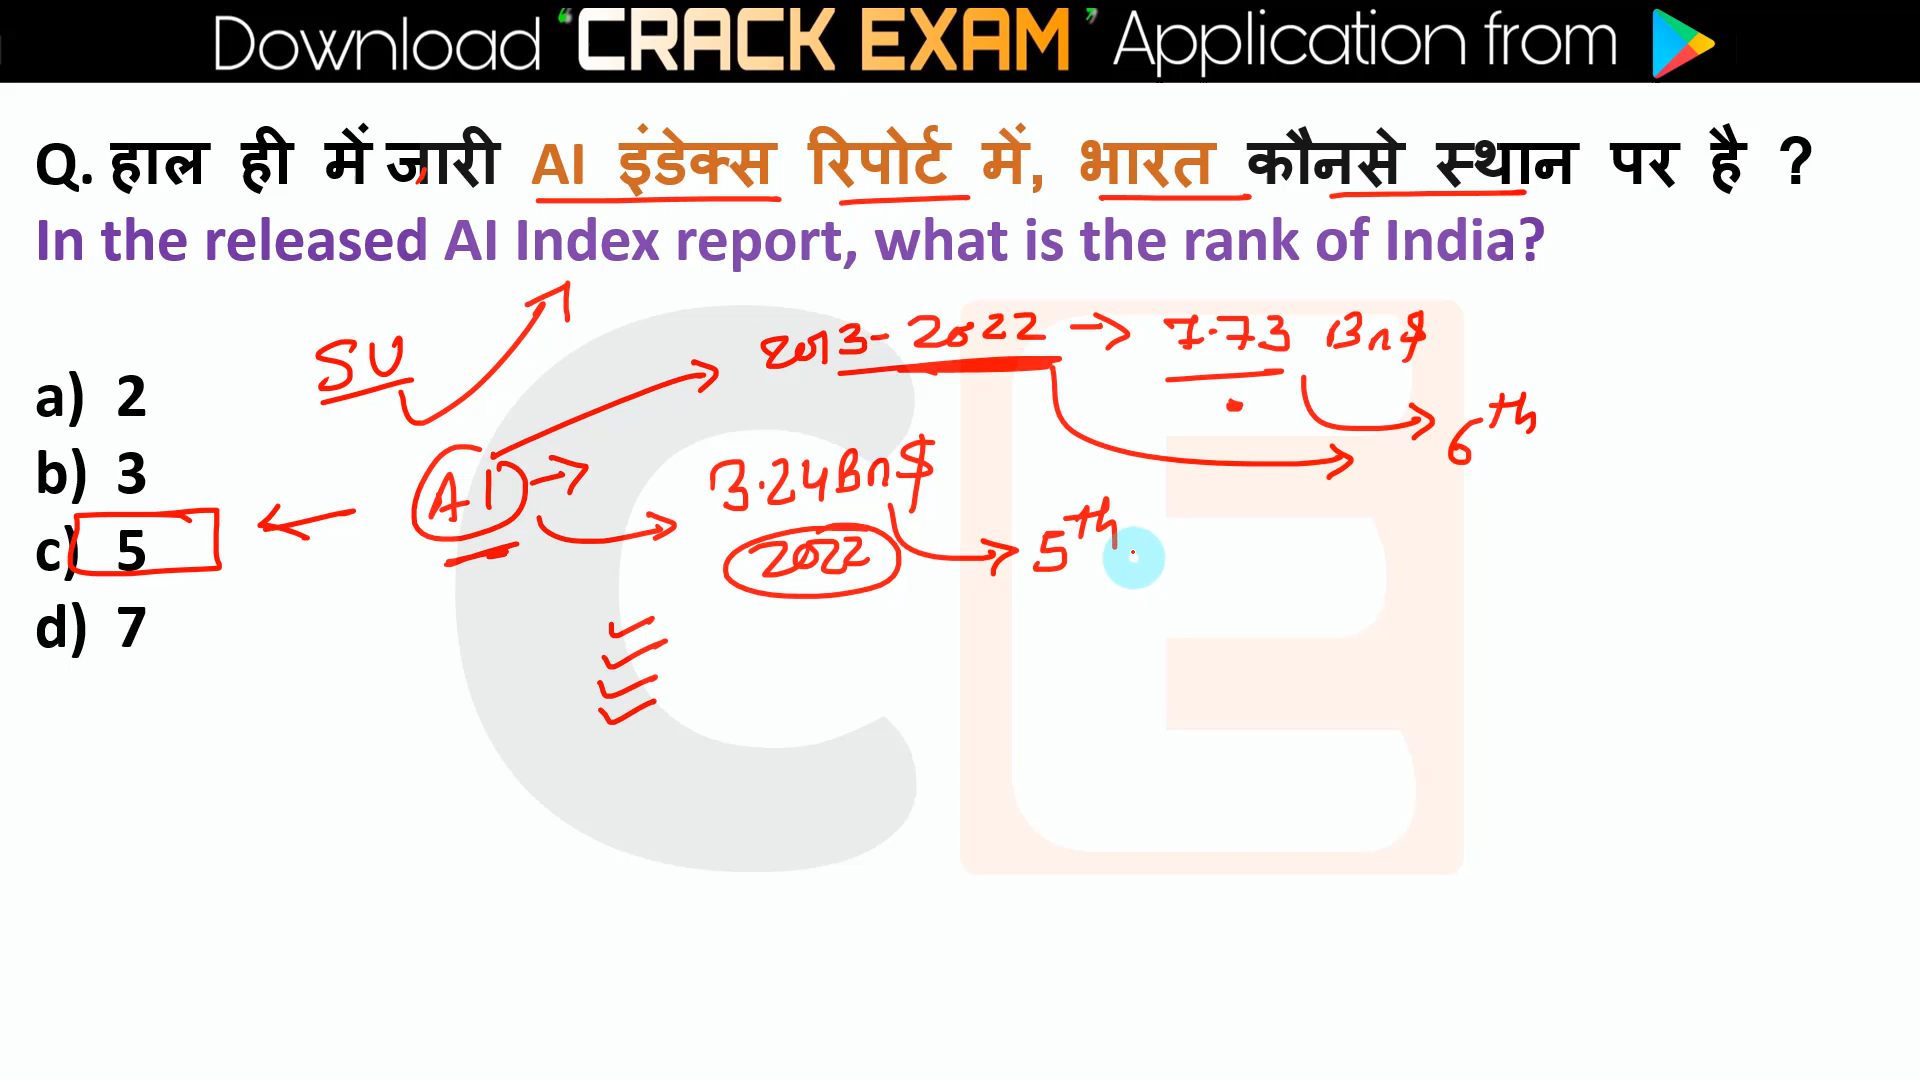 Download ‘CRACK EXAM’ Application from
Q. हाल ही में जारी AI इंडेक्स रिपोर्ट में, भारत कौनसे स्थान पर है ?
In the released AI Index report, what is the rank of India?
SU
2013-2022 → 7.73 Bn$
a) 2
6th
b) 3
AI → 3.24Bn$
c) 5
2022
5th
d) 7
CE